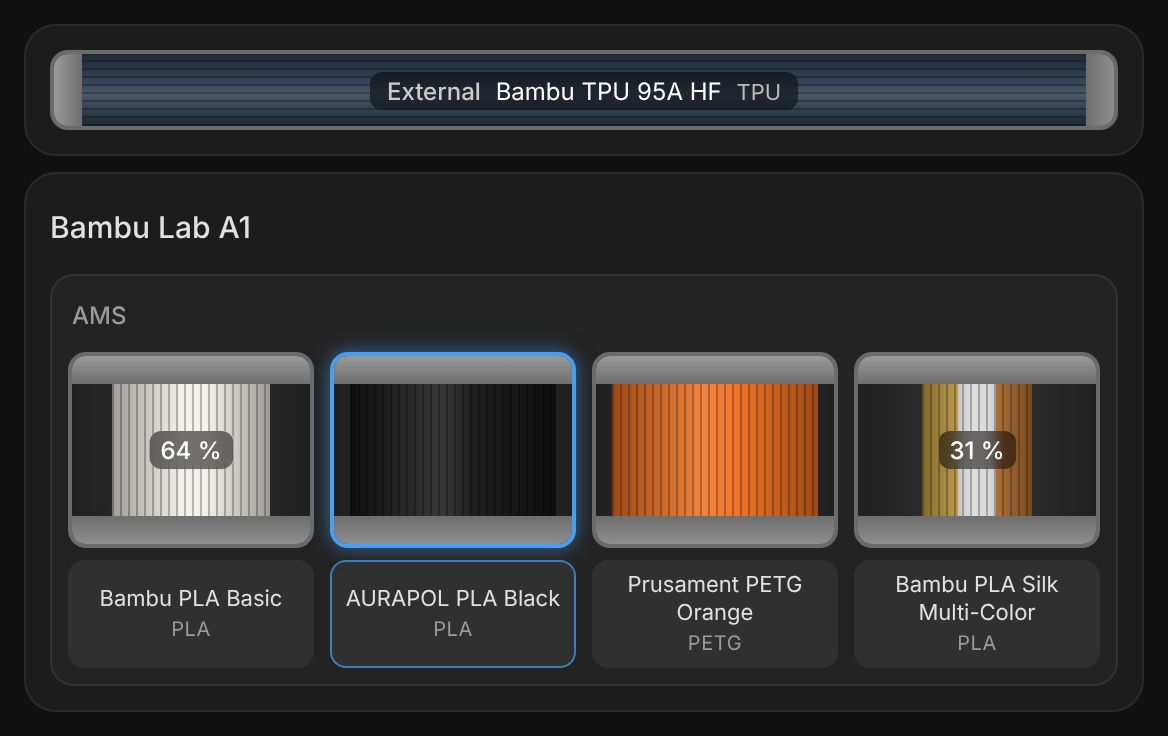 External Bambu TPU 95A HF TPU
Bambu Lab A1
AMS
64 %
31 %
Bambu PLA Basic
PLA
AURAPOL PLA Black
PLA
Prusament PETG
Orange
PETG
Bambu PLA Silk
Multi-Color
PLA